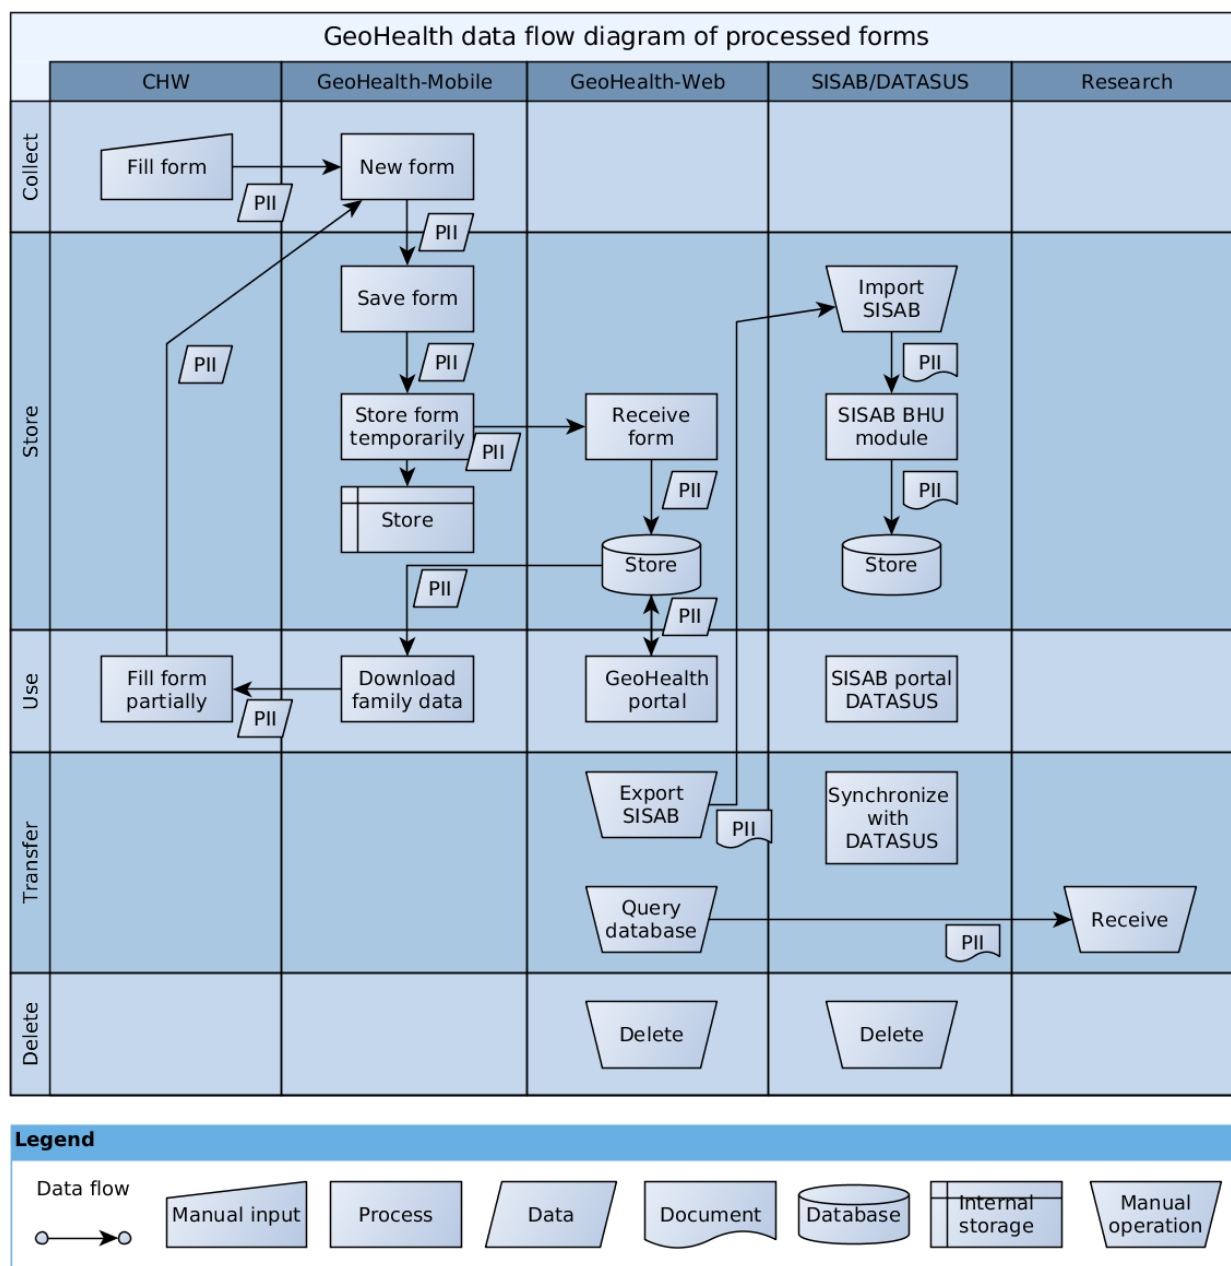 GeoHealth data flow diagram of processed forms
CHW
GeoHealth-Mobile
GeoHealth-Web
SISAB/DATASUS
Research
Collect
Fill form
PII
New form
PII
Store
PII
Save form
PII
Store form
temporarily
PII
Store
PII
Receive
form
PII
Store
PII
Import
SISAB
PII
SISAB BHU
module
PII
Store
Use
Fill form
partially
PII
Download
family data
GeoHealth
portal
SISAB portal
DATASUS
Transfer
Export
SISAB
PII
Synchronize
with
DATASUS
Query
database
PII
Receive
Delete
Delete
Delete
Legend
Data flow
Manual input
Process
Data
Document
Database
Internal
storage
Manual
operation